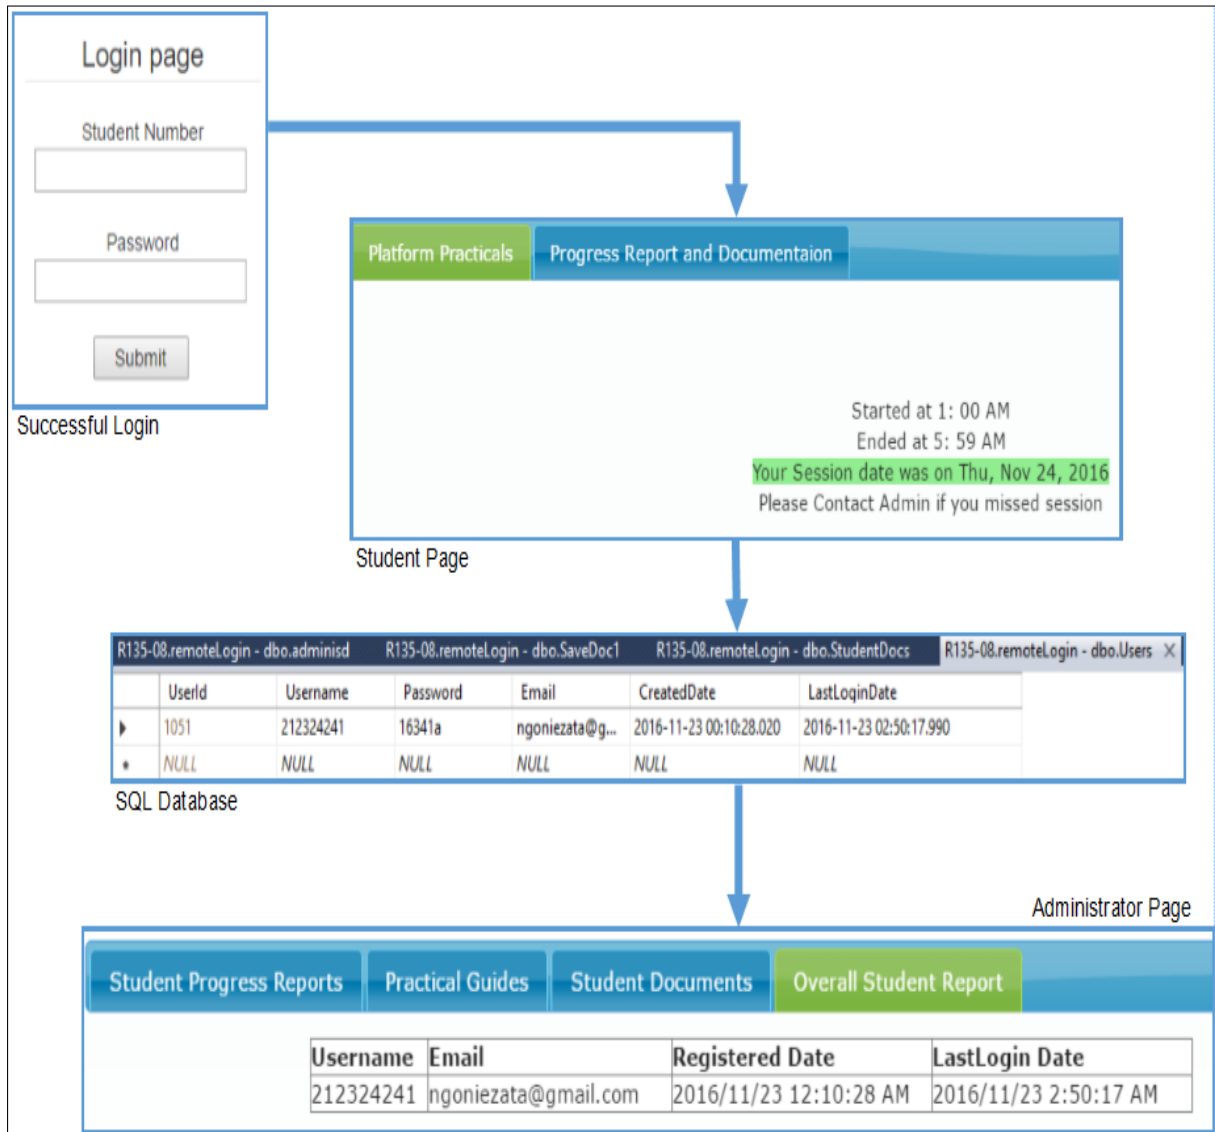 Login page
Student Number
Password
Submit
Successful Login
Platform Practicals Progress Report and Documentaion
Started at 1: 00 AM
Ended at 5: 59 AM
Your Session date was on Thu, Nov 24, 2016
Please Contact Admin if you missed session
Student Page
R135-08.remoteLogin - dbo.adminisd R135-08.remoteLogin - dbo.SaveDoc1 R135-08.remoteLogin - dbo.StudentDocs R135-08.remoteLogin - dbo.Users
UserId Username Password Email CreatedDate LastLoginDate
1051 212324241 16341a ngoniezata@g... 2016-11-23 00:10:28.020 2016-11-23 02:50:17.990
NULL NULL NULL NULL NULL NULL
SQL Database
Administrator Page
Student Progress Reports Practical Guides Student Documents Overall Student Report
Username Email Registered Date LastLogin Date
212324241 ngoniezata@gmail.com 2016/11/23 12:10:28 AM 2016/11/23 2:50:17 AM